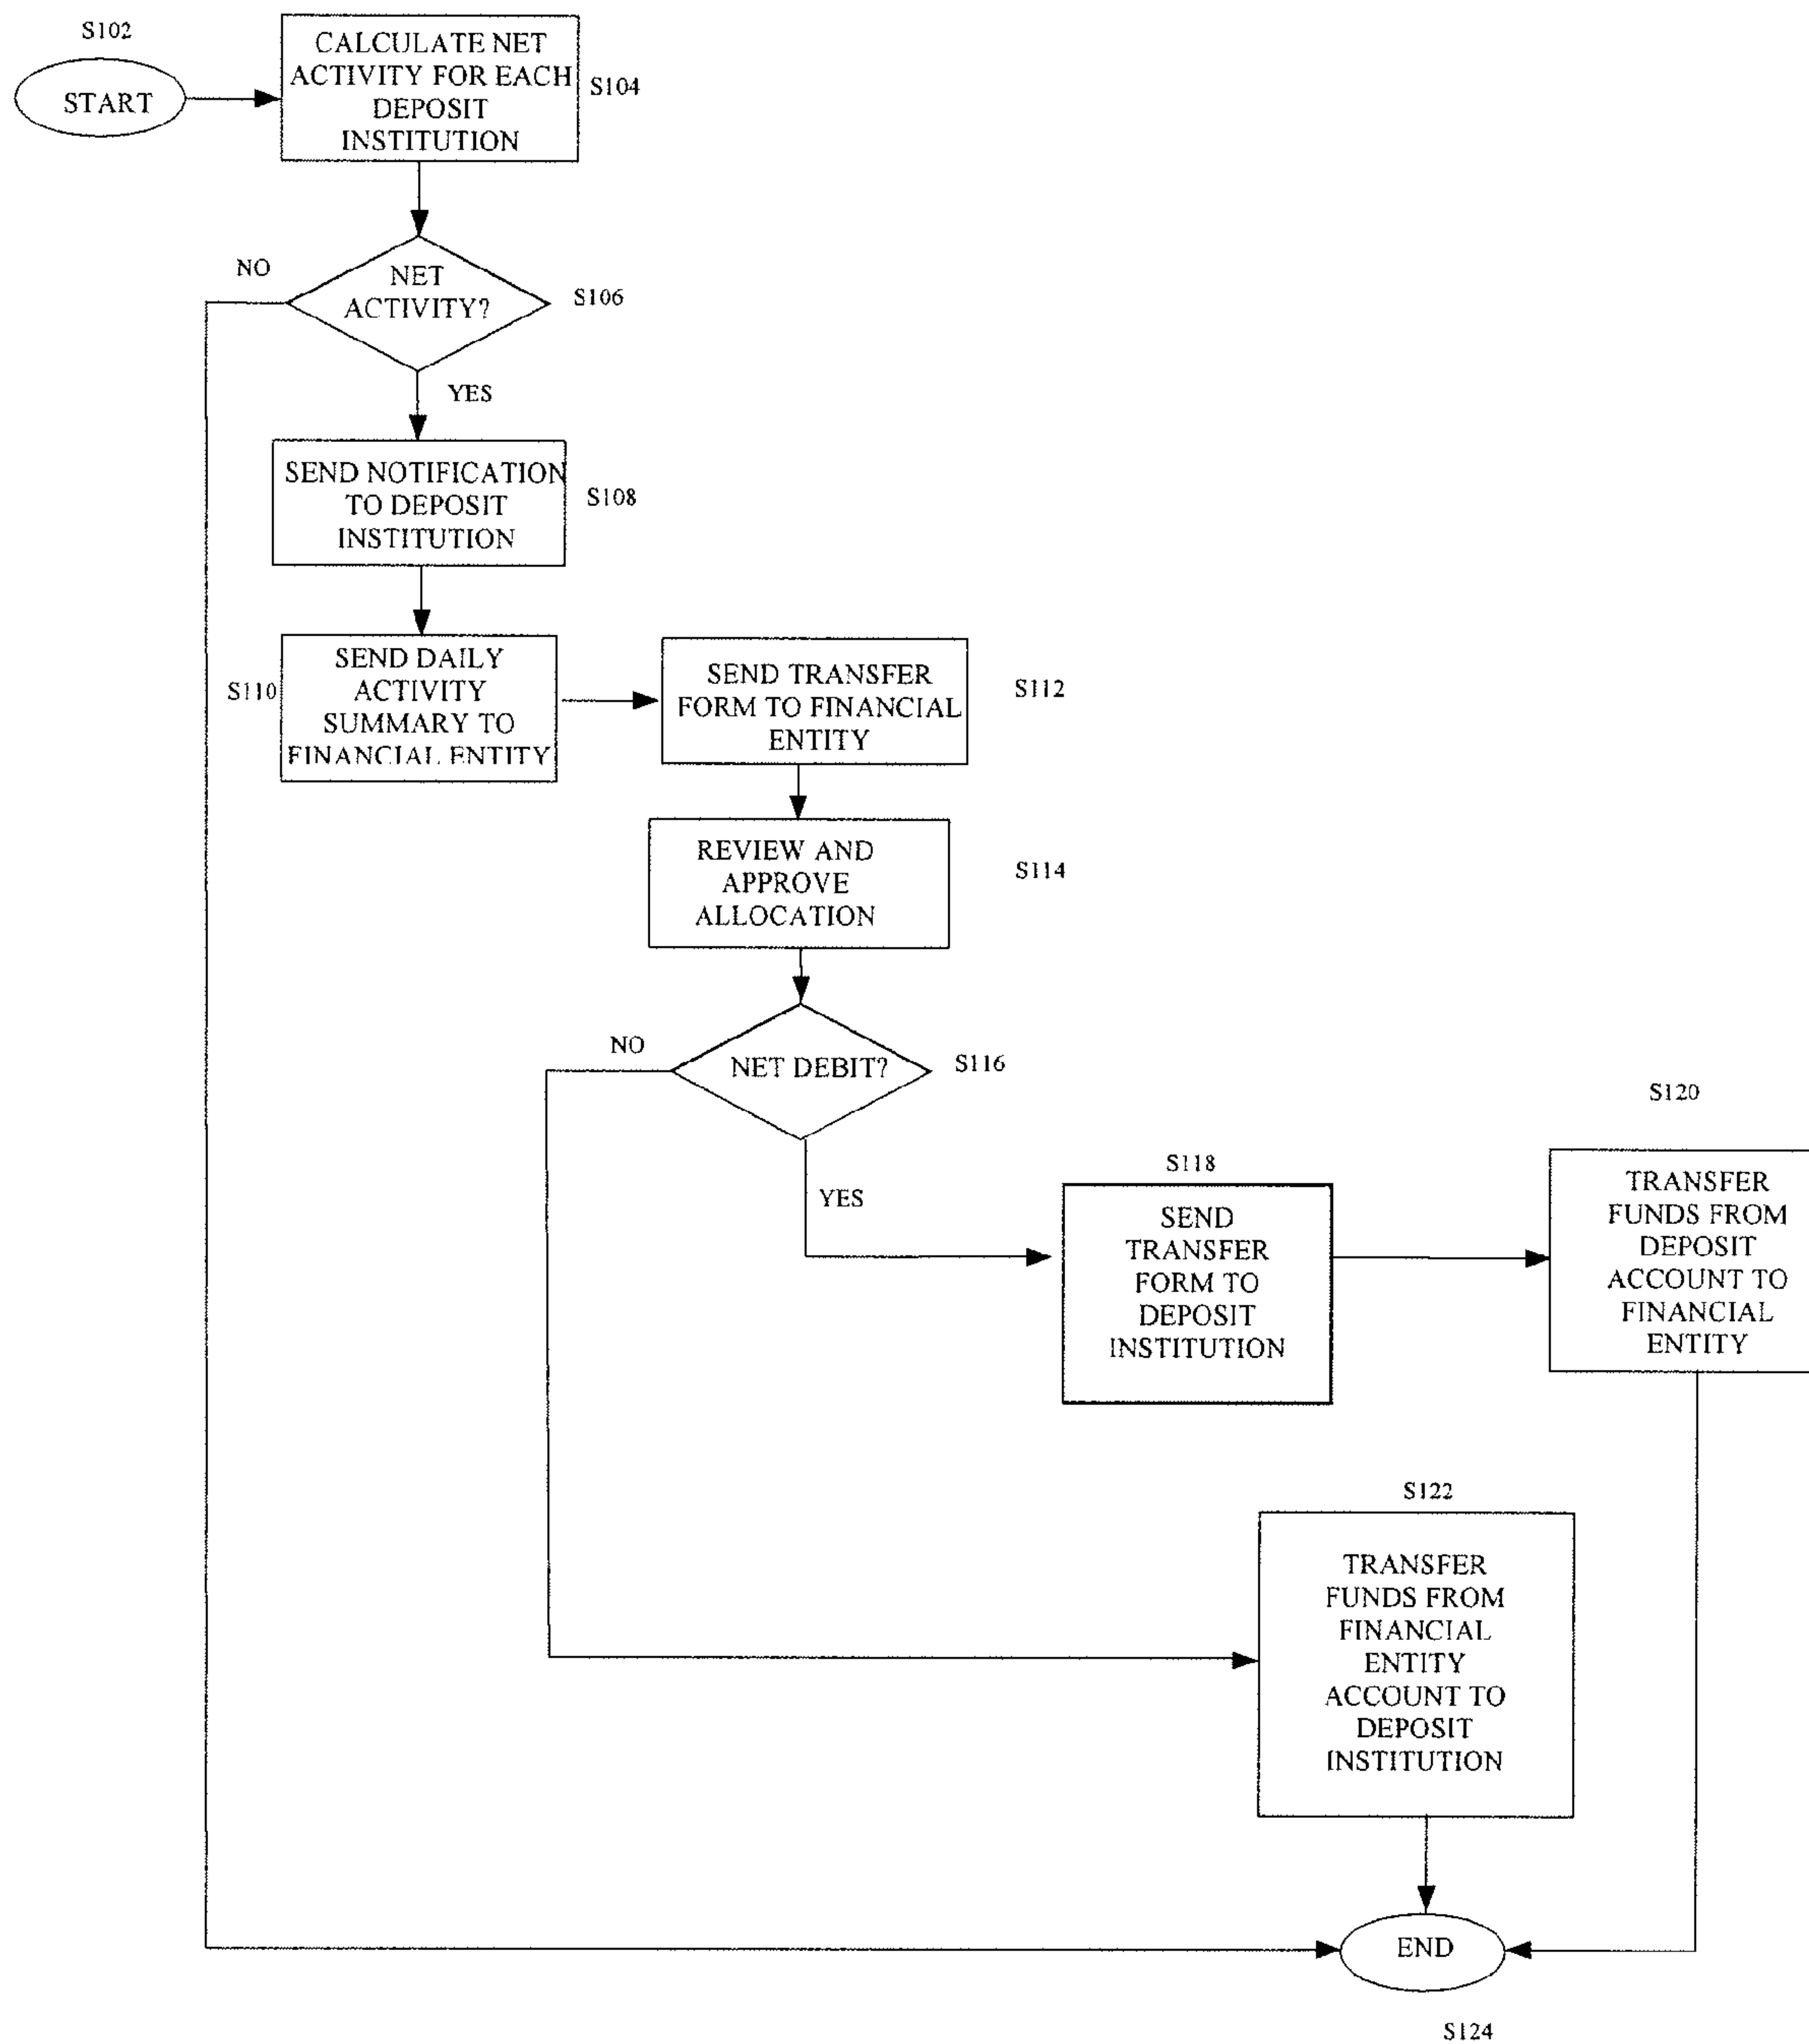 S102
START
CALCULATE NET
ACTIVITY FOR EACH
DEPOSIT
INSTITUTION
S104
NO
NET
ACTIVITY?
S106
YES
SEND NOTIFICATION
TO DEPOSIT
INSTITUTION
S108
S110
SEND DAILY
ACTIVITY
SUMMARY TO
FINANCIAL ENTITY
SEND TRANSFER
FORM TO FINANCIAL
ENTITY
S112
REVIEW AND
APPROVE
ALLOCATION
S114
NO
NET DEBIT?
S116
YES
S118
SEND
TRANSFER
FORM TO
DEPOSIT
INSTITUTION
S120
TRANSFER
FUNDS FROM
DEPOSIT
ACCOUNT TO
FINANCIAL
ENTITY
S122
TRANSFER
FUNDS FROM
FINANCIAL
ENTITY
ACCOUNT TO
DEPOSIT
INSTITUTION
END
S124